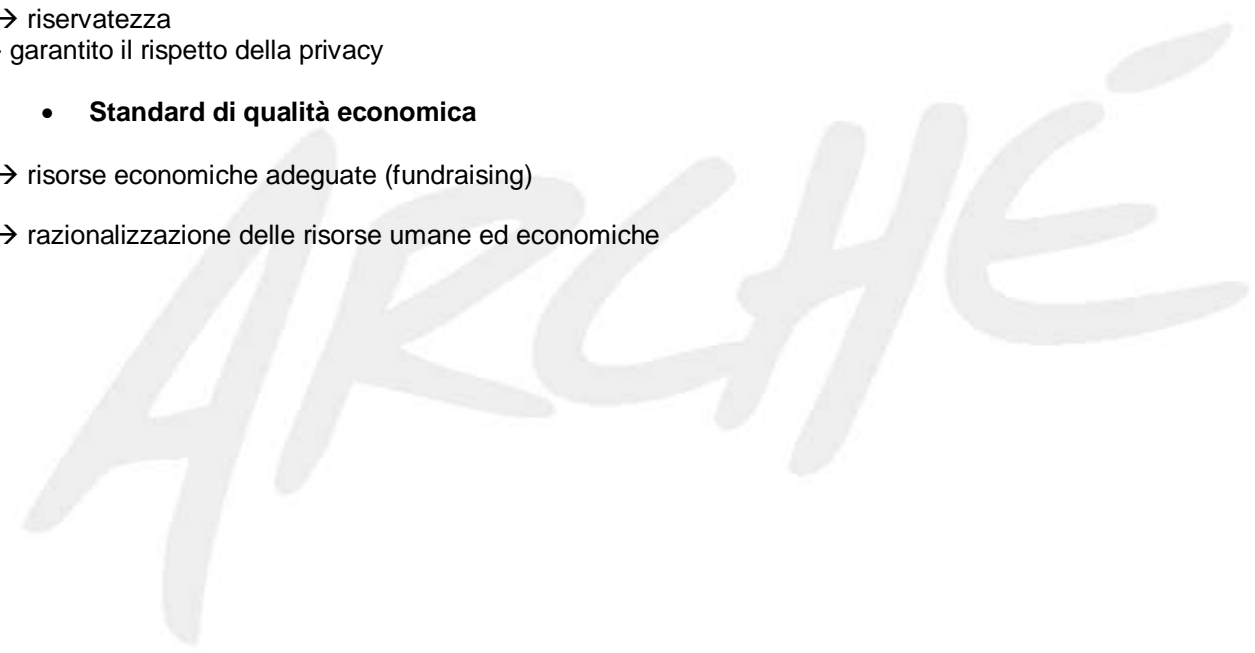 → riservatezza
- garantito il rispetto della privacy
• Standard di qualità economica
→ risorse economiche adeguate (fundraising)
→ razionalizzazione delle risorse umane ed economiche
ARCHÉ